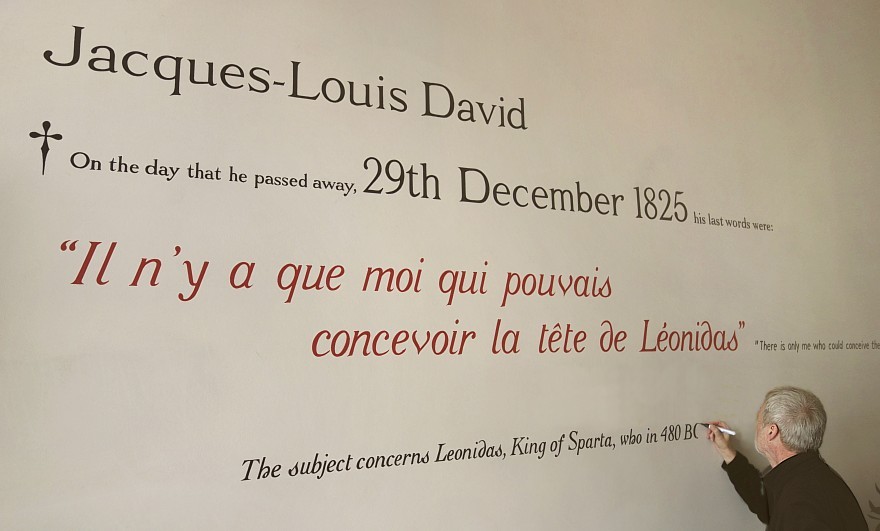 Jacques-Louis David
† On the day that he passed away, 29th December 1825 his last words were:
“Il n’y a que moi qui pouvais
concevoir la tête de Léonidas” "There is only me who could conceive the
The subject concerns Leonidas, King of Sparta, who in 480 BC